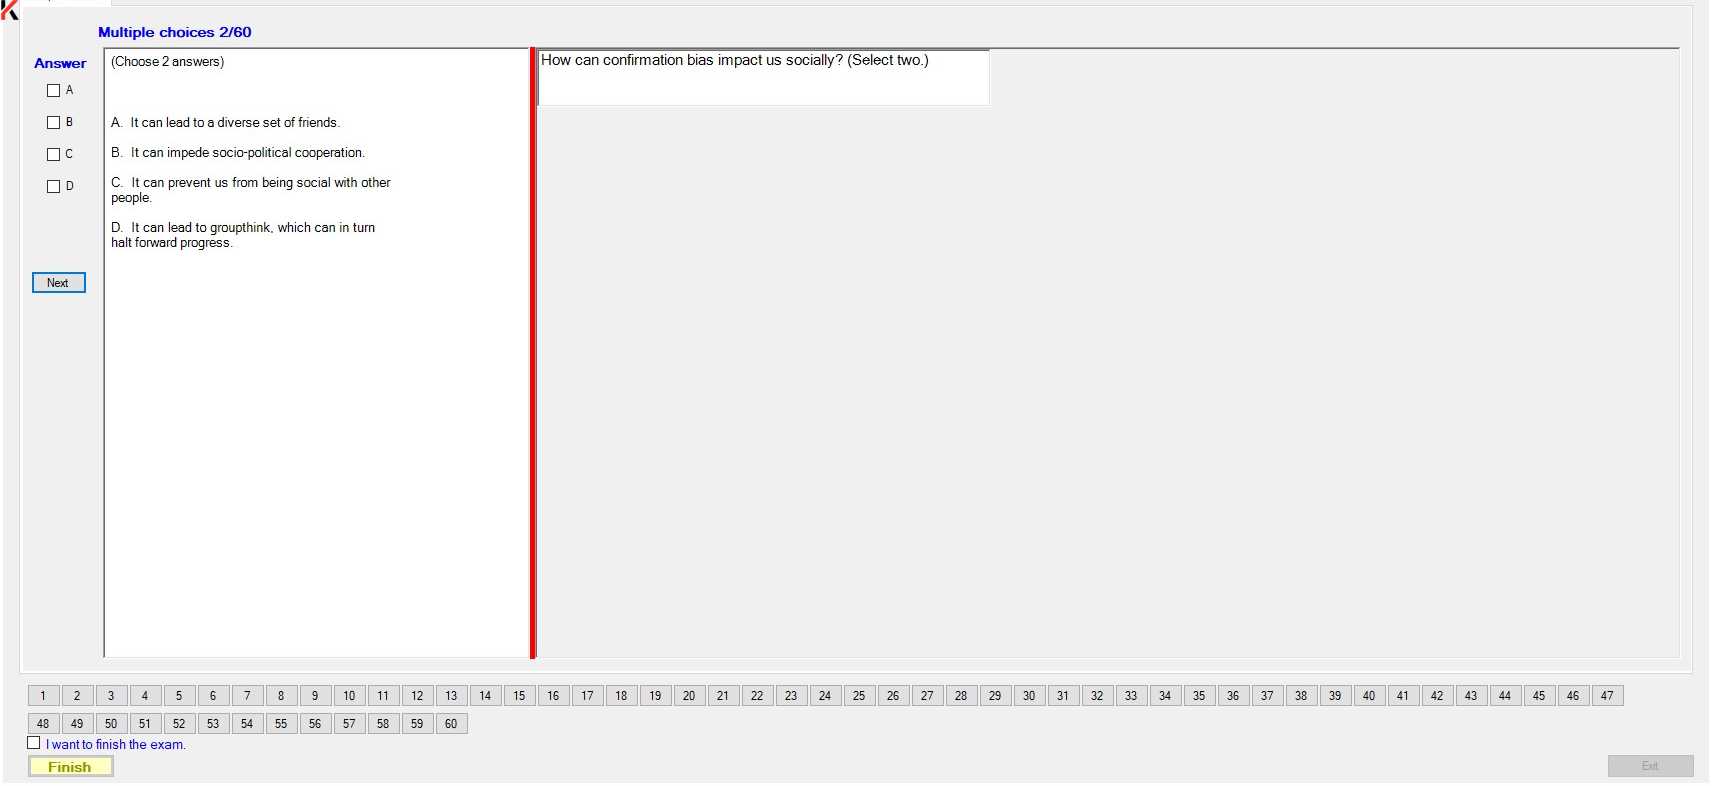 Multiple choices 2/60
Answer
A
B
C
D
Next
(Choose 2 answers)
A. It can lead to a diverse set of friends.
B. It can impede socio-political cooperation.
C. It can prevent us from being social with other
people.
D. It can lead to groupthink, which can in turn
halt forward progress.
How can confirmation bias impact us socially? (Select two.)
1 2 3 4 5 6 7 8 9 10 11 12 13 14 15 16 17 18 19 20 21 22 23 24 25 26 27 28 29 30 31 32 33 34 35 36 37 38 39 40 41 42 43 44 45 46 47
48 49 50 51 52 53 54 55 56 57 58 59 60
I want to finish the exam.
Finish
Exit